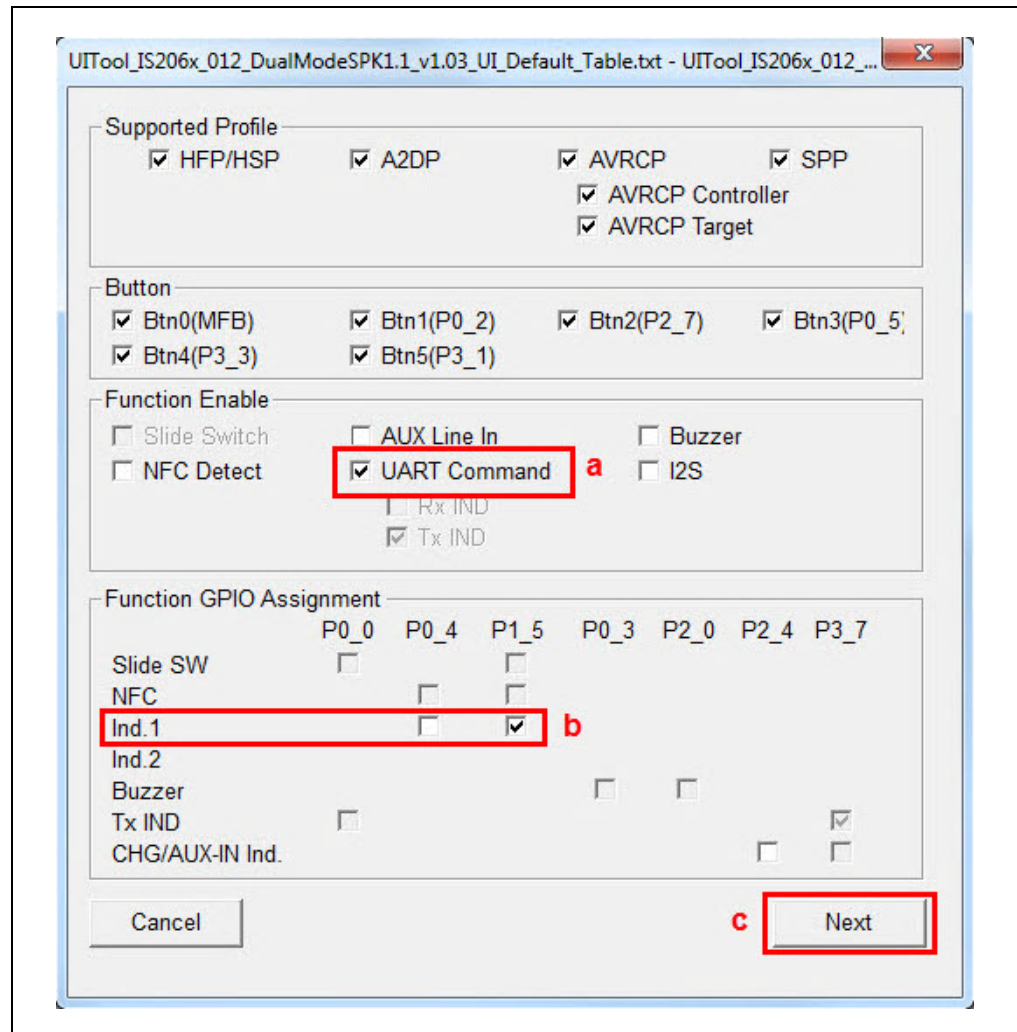 UITool_IS206x_012_DualModeSPK1.1_v1.03_UI_Default_Table.txt - UITool_IS206x_012_...
Supported Profile
HFP/HSP A2DP AVRCP SPP
AVRCP Controller
AVRCP Target
Button
Btn0(MFB) Btn1(P0_2) Btn2(P2_7) Btn3(P0_5)
Btn4(P3_3) Btn5(P3_1)
Function Enable
Slide Switch AUX Line In Buzzer
NFC Detect UART Command a I2S
Rx IND
Tx IND
Function GPIO Assignment
P0_0 P0_4 P1_5 P0_3 P2_0 P2_4 P3_7
Slide SW
NFC
Ind.1 b
Ind.2
Buzzer
Tx IND
CHG/AUX-IN Ind.
Cancel c Next